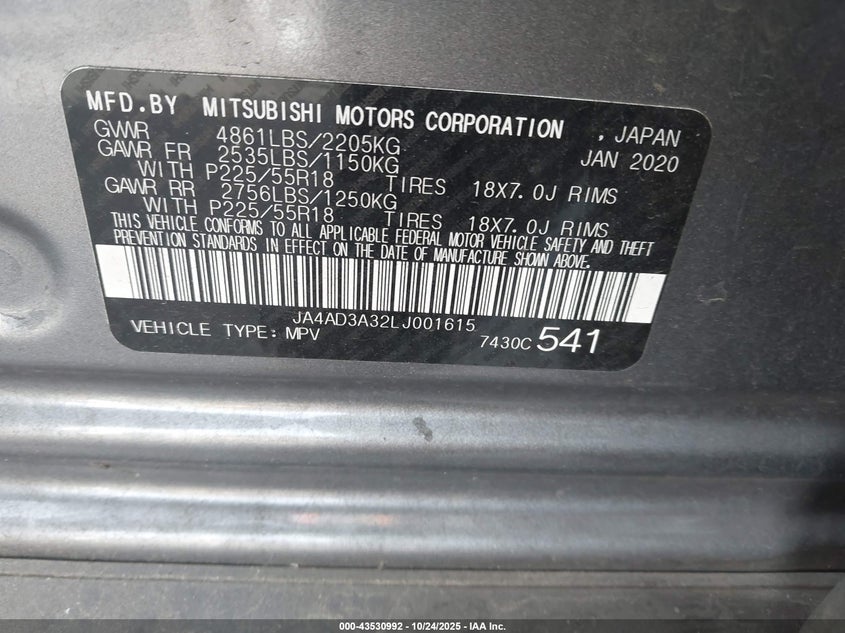 MFD.BY MITSUBISHI MOTORS CORPORATION , JAPAN
GVWR 4861LBS/2205KG JAN 2020
GAWR FR 2535LBS/1150KG
WITH P225/55R18 TIRES 18X7.0J RIMS
GAWR RR 2756LBS/1250KG
WITH P225/55R18 TIRES 18X7.0J RIMS
THIS VEHICLE CONFORMS TO ALL APPLICABLE FEDERAL MOTOR VEHICLE SAFETY AND THEFT
PREVENTION STANDARDS IN EFFECT ON THE DATE OF MANUFACTURE SHOWN ABOVE.
JA4AD3A32LJ001615
VEHICLE TYPE: MPV 7430C 541
000-43530992 - 10/24/2025 - IAA Inc.